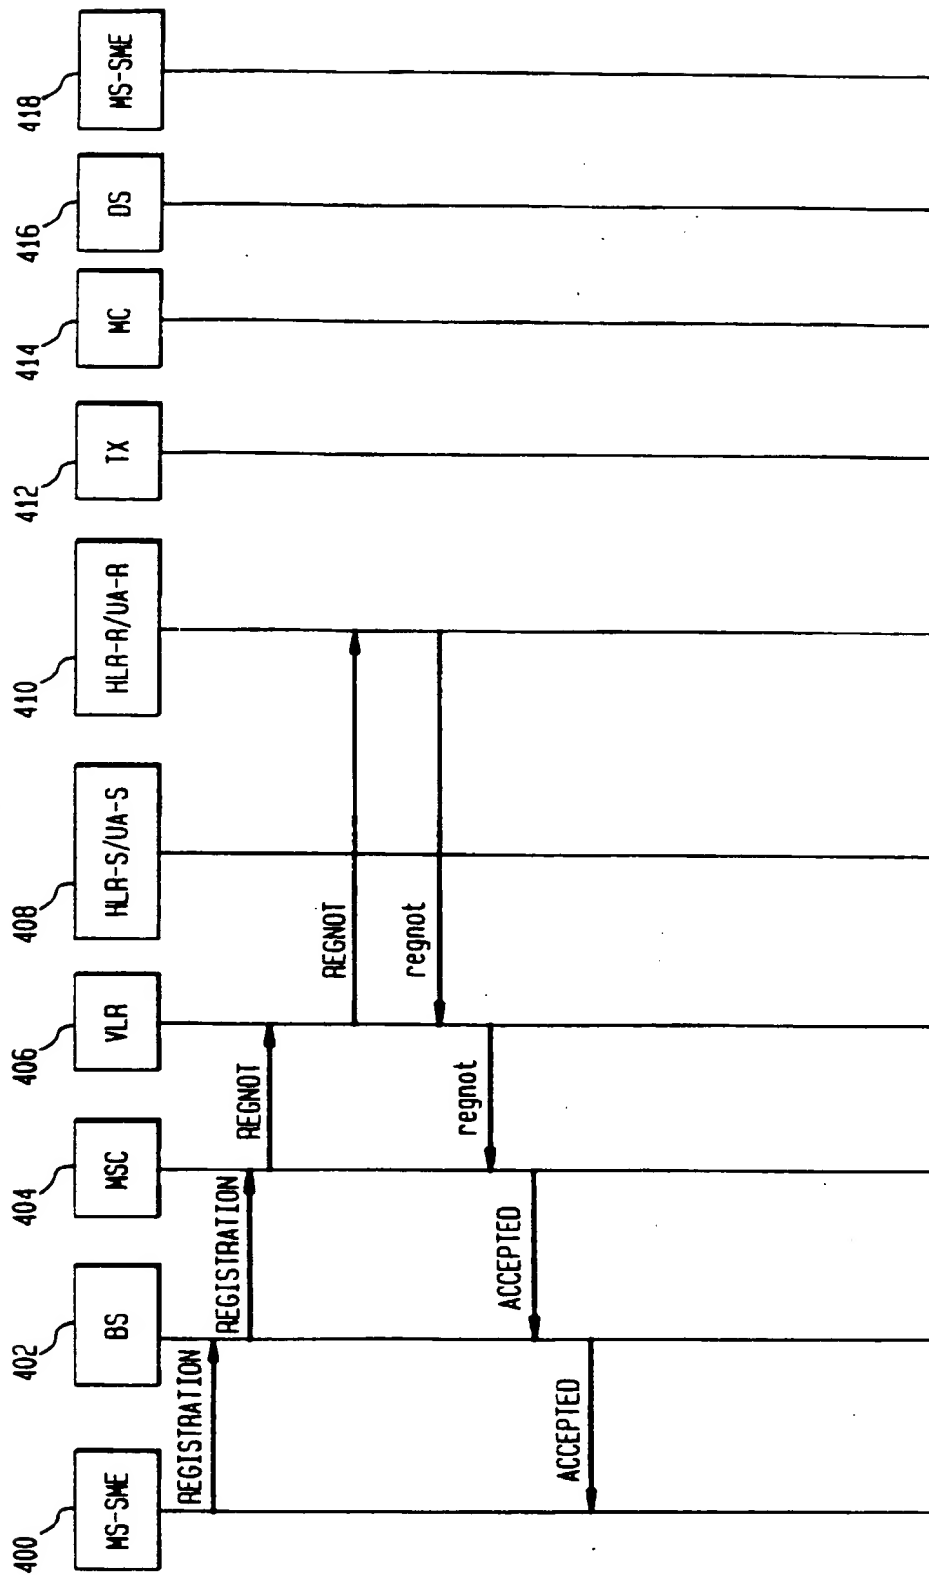 400 402 404 406 408 410 412 414 416 418
MS-SME BS MSC VLR HLR-S/UA-S HLR-R/UA-R TX MC DS MS-SME
REGISTRATION
REGISTRATION
REGNOT
REGNOT
regnot
regnot
ACCEPTED
ACCEPTED